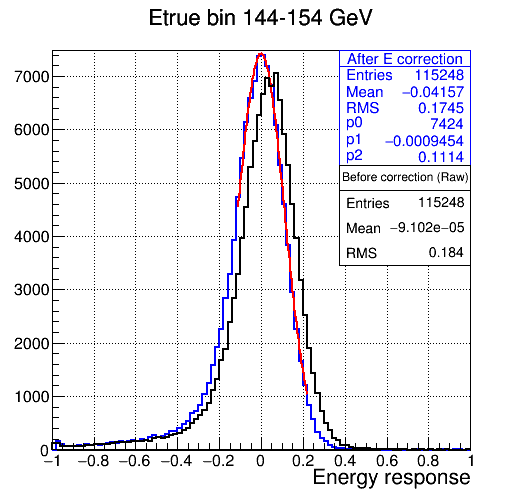 Etrue bin 144-154 GeV
After E correction
Entries 115248
Mean −0.04157
RMS 0.1745
p0 7424
p1 -0.0009454
p2 0.1114
Before correction (Raw)
Entries 115248
Mean −9.102e−05
RMS 0.184
7000
6000
5000
4000
3000
2000
1000
0
−1 −0.8 −0.6 −0.4 −0.2 0 0.2 0.4 0.6 0.8 1
Energy response